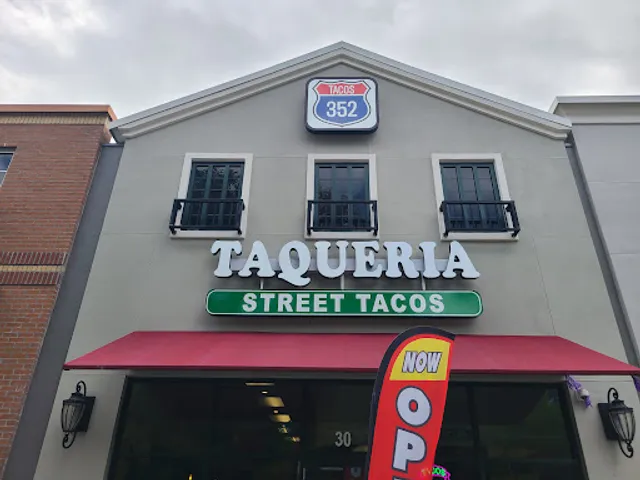 TACOS
352
TAQUERIA
STREET TACOS
NOW
OP
30